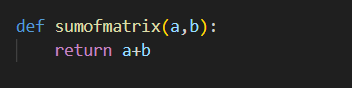 def sumofmatrix(a,b):
    return a+b